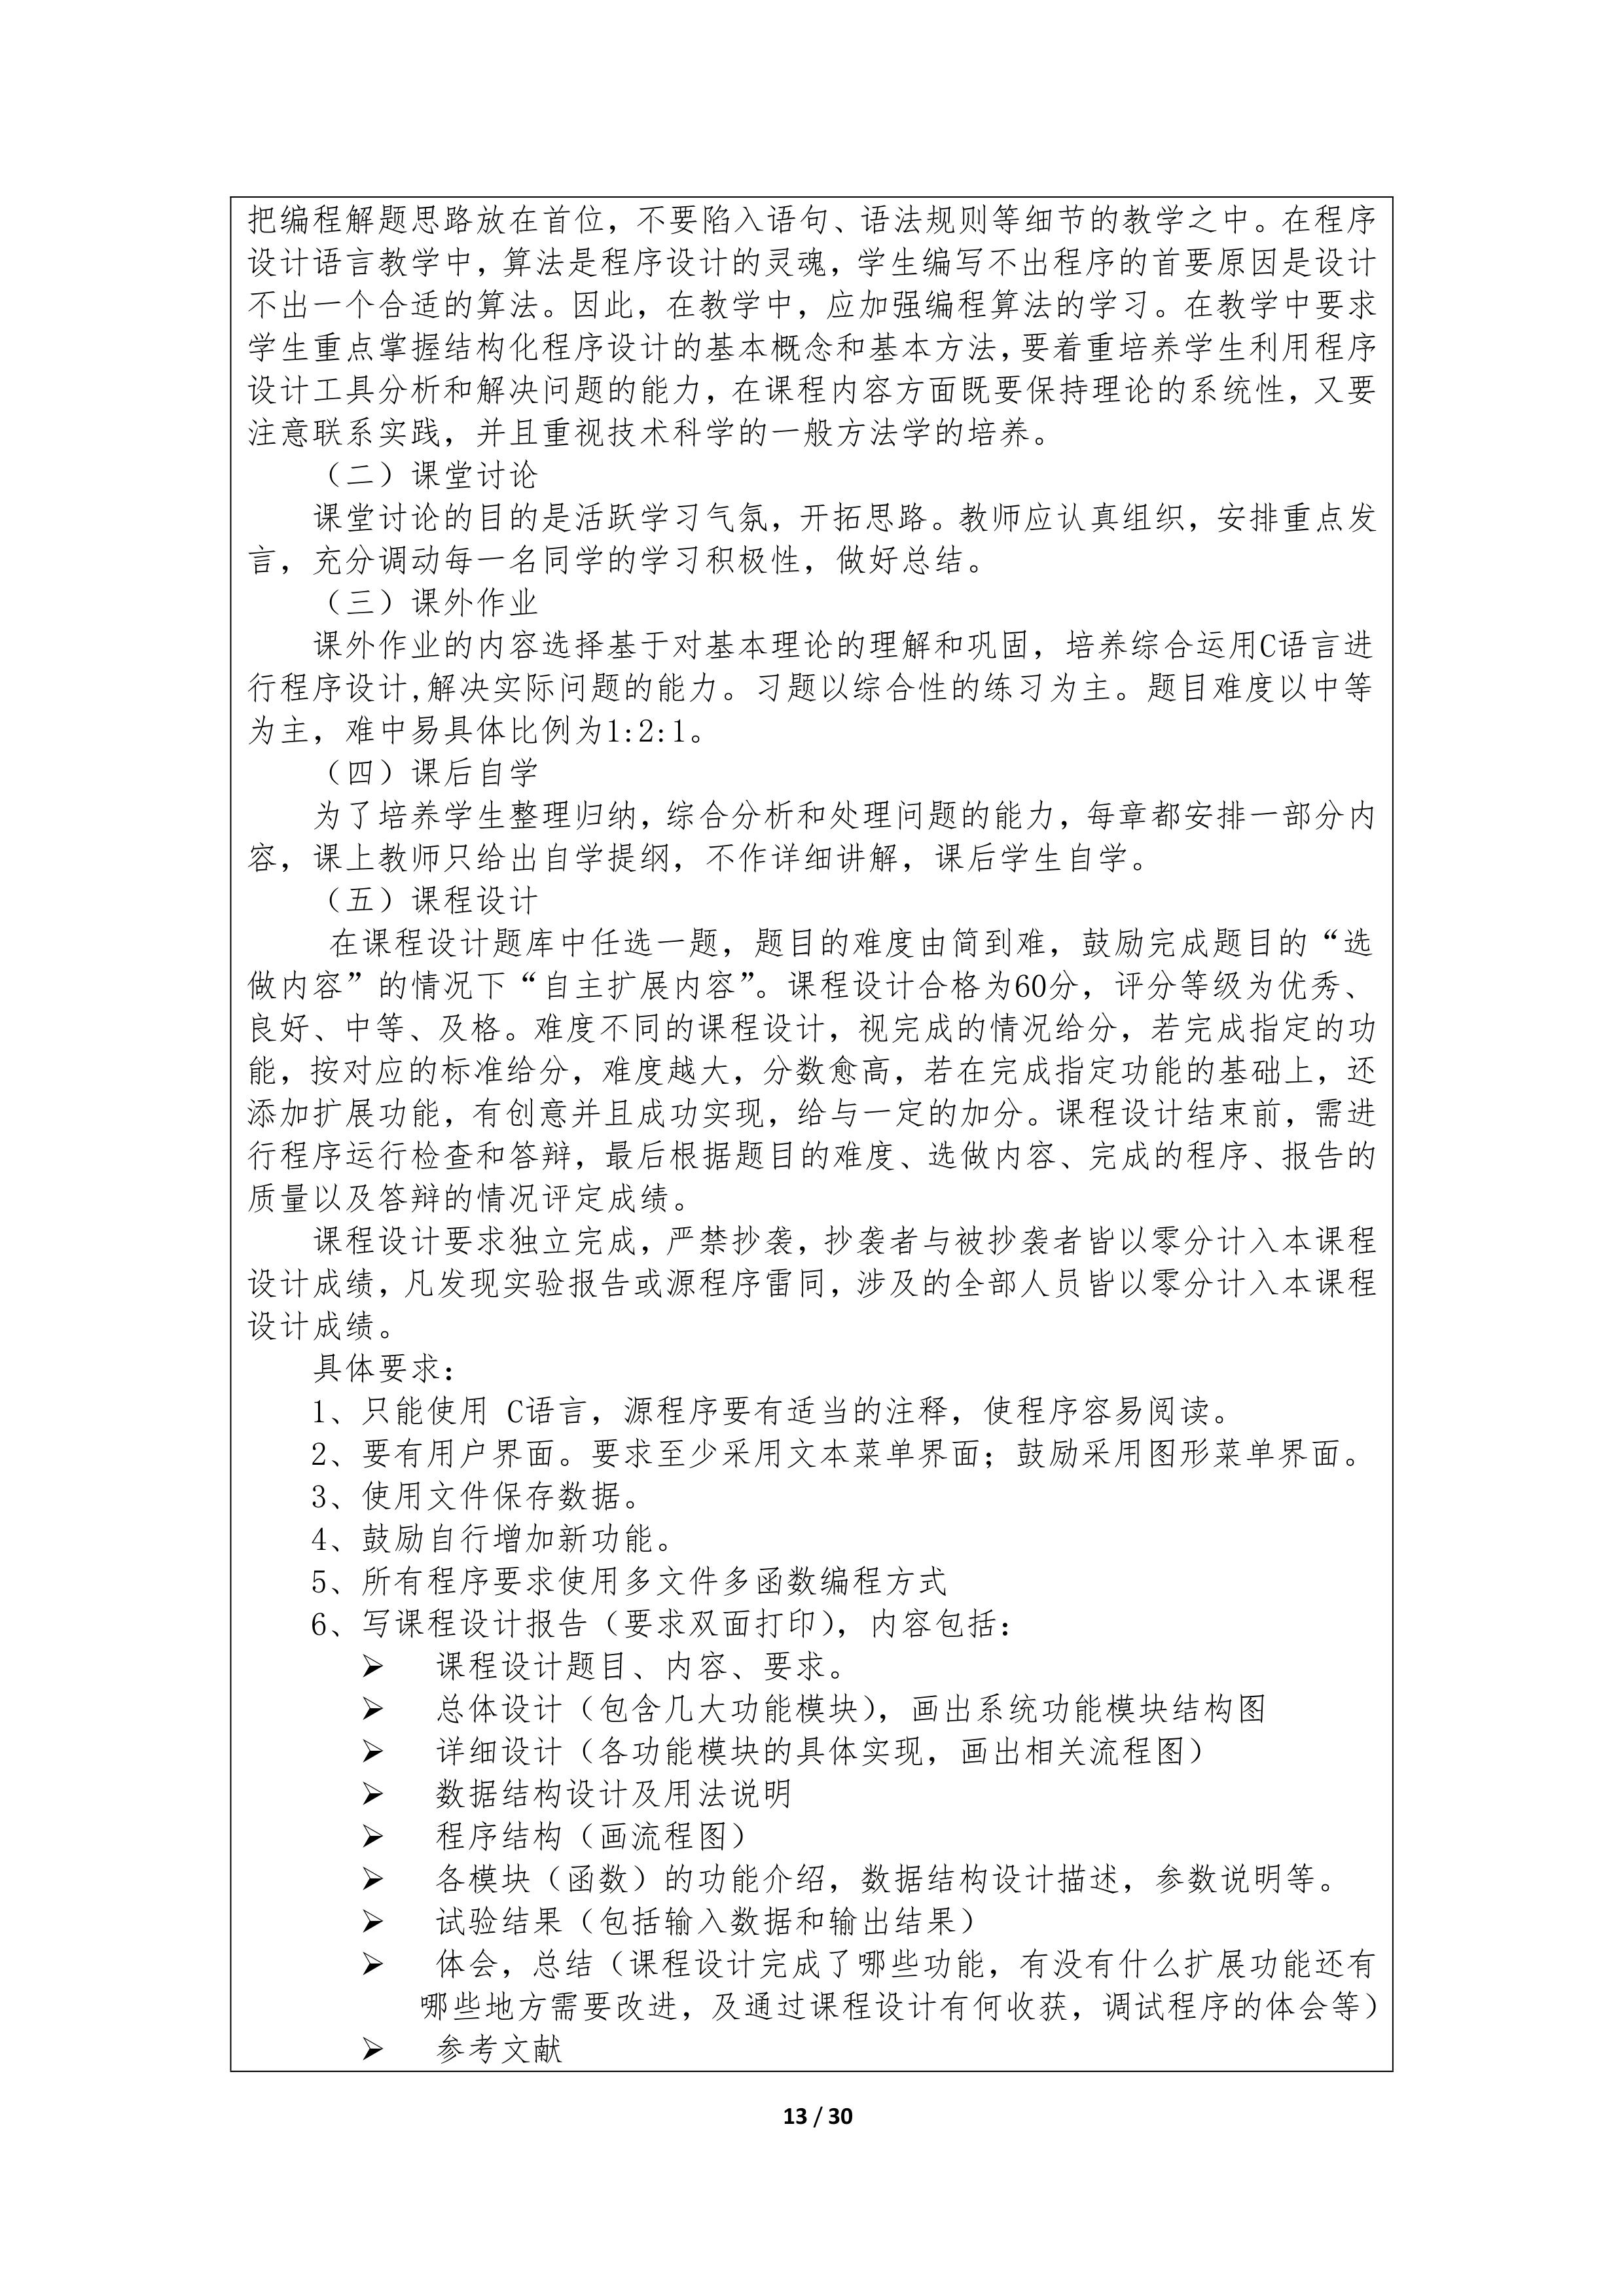 把编程解题思路放在首位，不要陷入语句、语法规则等细节的教学之中。在程序
设计语言教学中，算法是程序设计的灵魂，学生编写不出程序的首要原因是设计
不出一个合适的算法。因此，在教学中，应加强编程算法的学习。在教学中要求
学生重点掌握结构化程序设计的基本概念和基本方法，要着重培养学生利用程序
设计工具分析和解决问题的能力，在课程内容方面既要保持理论的系统性，又要
注意联系实践，并且重视技术科学的一般方法学的培养。
（二）课堂讨论
课堂讨论的目的是活跃学习气氛，开拓思路。教师应认真组织，安排重点发
言，充分调动每一名同学的学习积极性，做好总结。
（三）课外作业
课外作业的内容选择基于对基本理论的理解和巩固，培养综合运用C语言进
行程序设计,解决实际问题的能力。习题以综合性的练习为主。题目难度以中等
为主，难中易具体比例为1:2:1。
（四）课后自学
为了培养学生整理归纳，综合分析和处理问题的能力，每章都安排一部分内
容，课上教师只给出自学提纲，不作详细讲解，课后学生自学。
（五）课程设计
在课程设计题库中任选一题，题目的难度由简到难，鼓励完成题目的“选
做内容”的情况下“自主扩展内容”。课程设计合格为60分，评分等级为优秀、
良好、中等、及格。难度不同的课程设计，视完成的情况给分，若完成指定的功
能，按对应的标准给分，难度越大，分数愈高，若在完成指定功能的基础上，还
添加扩展功能，有创意并且成功实现，给与一定的加分。课程设计结束前，需进
行程序运行检查和答辩，最后根据题目的难度、选做内容、完成的程序、报告的
质量以及答辩的情况评定成绩。
课程设计要求独立完成，严禁抄袭，抄袭者与被抄袭者皆以零分计入本课程
设计成绩，凡发现实验报告或源程序雷同，涉及的全部人员皆以零分计入本课程
设计成绩。
具体要求：
1、只能使用 C语言，源程序要有适当的注释，使程序容易阅读。
2、要有用户界面。要求至少采用文本菜单界面；鼓励采用图形菜单界面。
3、使用文件保存数据。
4、鼓励自行增加新功能。
5、所有程序要求使用多文件多函数编程方式
6、写课程设计报告（要求双面打印），内容包括：
➢ 课程设计题目、内容、要求。
➢ 总体设计（包含几大功能模块），画出系统功能模块结构图
➢ 详细设计（各功能模块的具体实现，画出相关流程图）
➢ 数据结构设计及用法说明
➢ 程序结构（画流程图）
➢ 各模块（函数）的功能介绍，数据结构设计描述，参数说明等。
➢ 试验结果（包括输入数据和输出结果）
➢ 体会，总结（课程设计完成了哪些功能，有没有什么扩展功能还有
哪些地方需要改进，及通过课程设计有何收获，调试程序的体会等）
➢ 参考文献
13 / 30